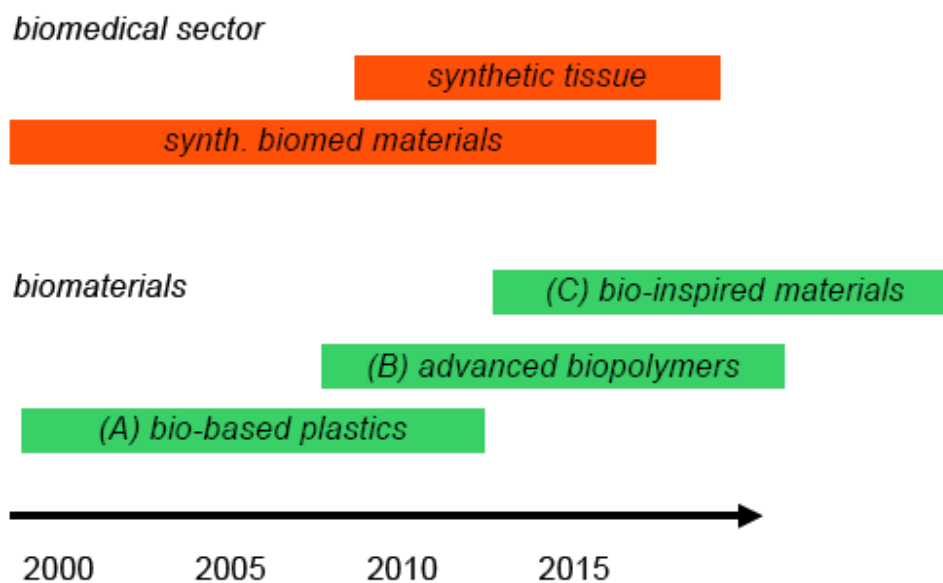 biomedical sector
synthetic tissue
synth. biomed materials
biomaterials
(C) bio-inspired materials
(B) advanced biopolymers
(A) bio-based plastics
2000 2005 2010 2015